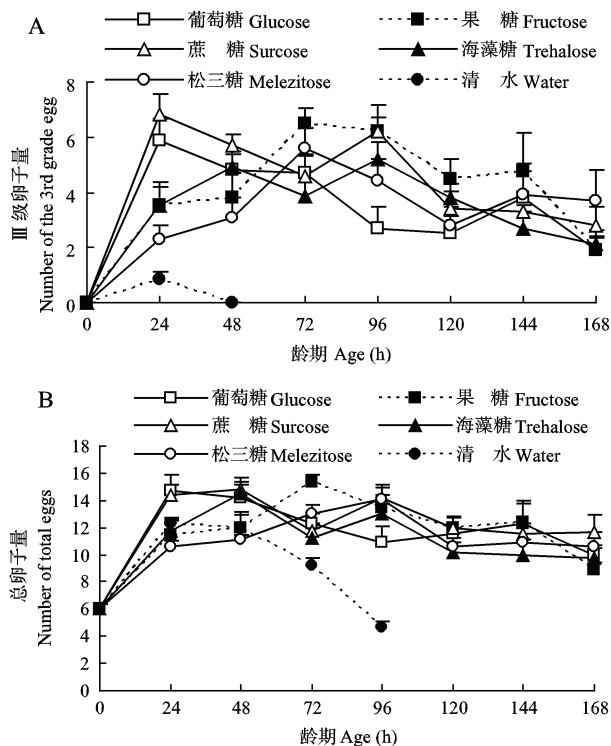 A
葡萄糖 Glucose
果 糖 Fructose
蔗 糖 Surcose
海藻糖 Trehalose
松三糖 Melezitose
清 水 Water
Ⅲ级卵子量
Number of the 3rd grade egg
8
6
4
2
0
0 24 48 72 96 120 144 168
龄期 Age (h)
B
葡萄糖 Glucose
果 糖 Fructose
蔗 糖 Surcose
海藻糖 Trehalose
松三糖 Melezitose
清 水 Water
总卵子量
Number of total eggs
18
16
14
12
10
8
6
4
2
0
0 24 48 72 96 120 144 168
龄期 Age (h)